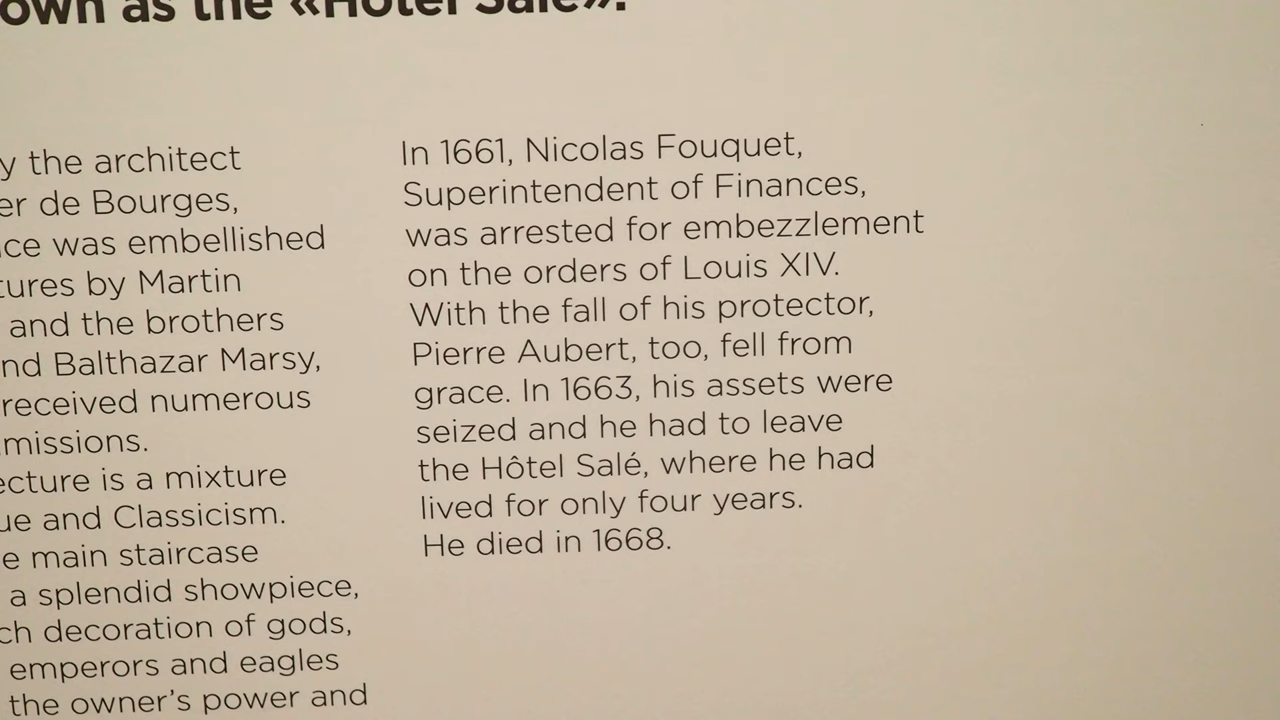 own as the «Hôtel Salé».
y the architect
er de Bourges,
ce was embellished
tures by Martin
and the brothers
nd Balthazar Marsy,
received numerous
missions.
ecture is a mixture
ue and Classicism.
e main staircase
a splendid showpiece,
ch decoration of gods,
emperors and eagles
the owner's power and
In 1661, Nicolas Fouquet,
Superintendent of Finances,
was arrested for embezzlement
on the orders of Louis XIV.
With the fall of his protector,
Pierre Aubert, too, fell from
grace. In 1663, his assets were
seized and he had to leave
the Hôtel Salé, where he had
lived for only four years.
He died in 1668.